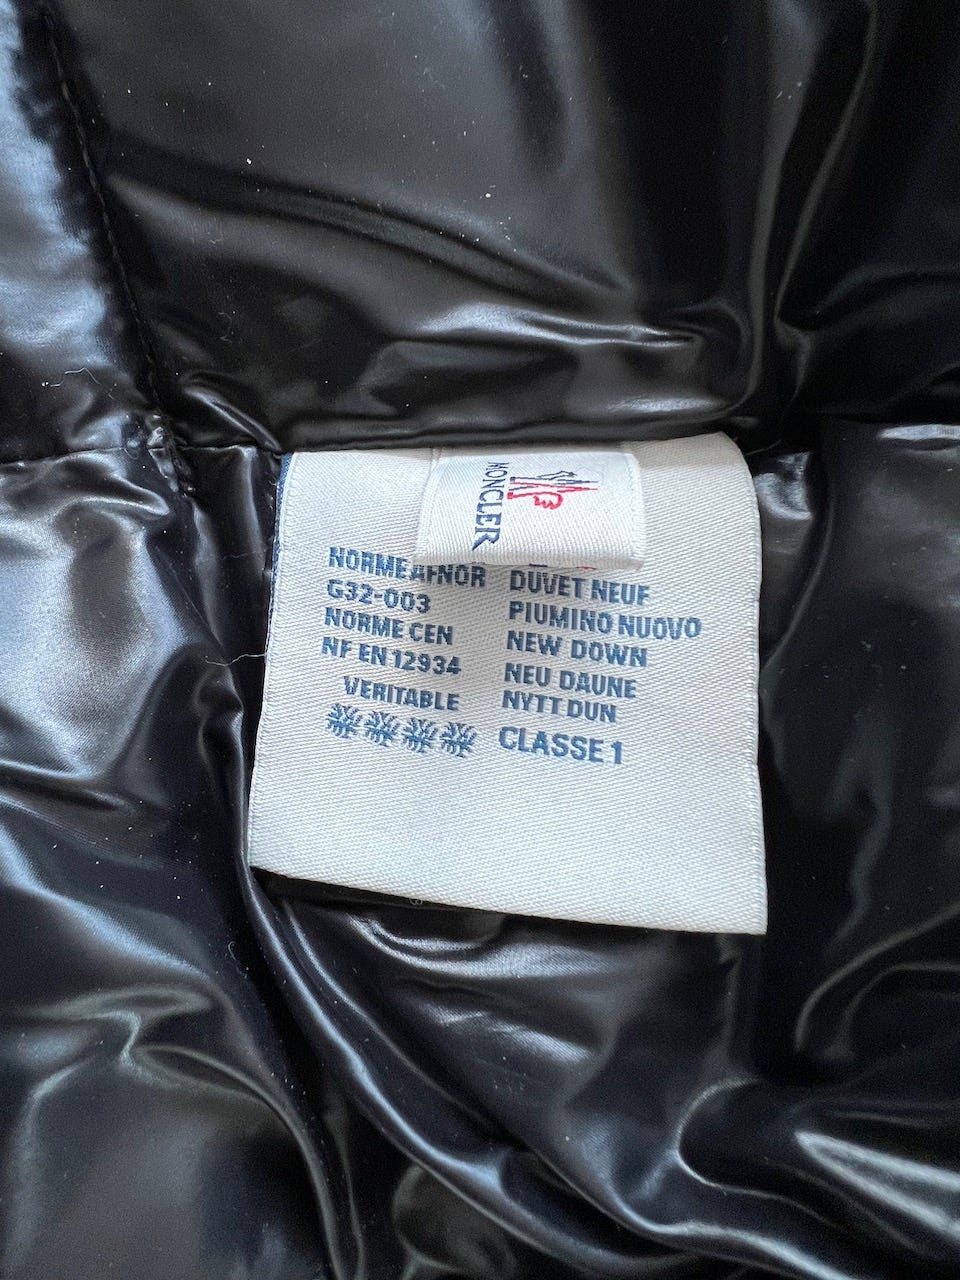 MONCLER
NORME AFNOR
G32-003
NORME CEN
NF EN 12934
VERITABLE
DUVET NEUF
PIUMINO NUOVO
NEW DOWN
NEU DAUNE
NYTT DUN
CLASSE 1